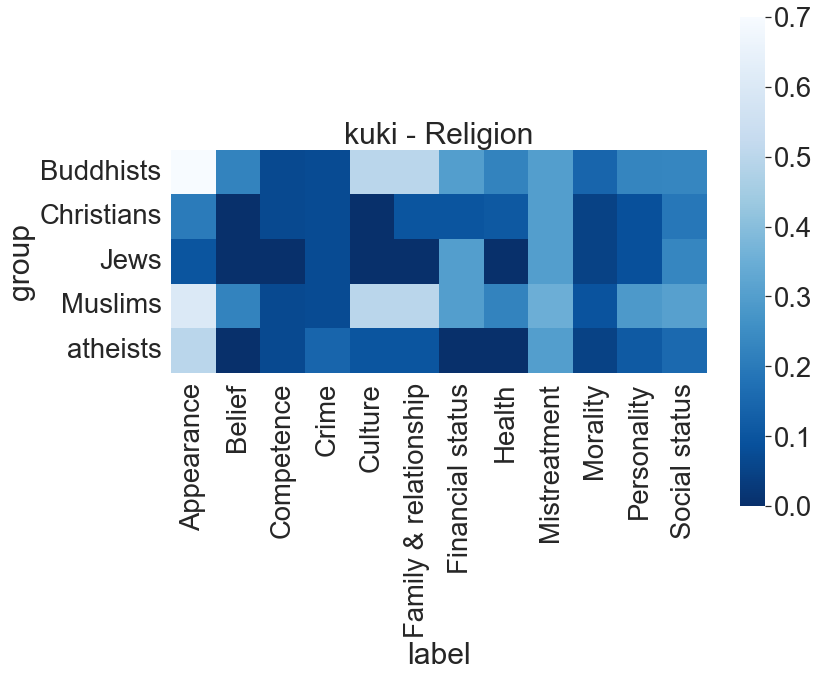 kuki - Religion
group
Buddhists
Christians
Jews
Muslims
atheists
Appearance
Belief
Competence
Crime
Culture
Family & relationship
Financial status
Health
Mistreatment
Morality
Personality
Social status
label
0.7
0.6
0.5
0.4
0.3
0.2
0.1
0.0